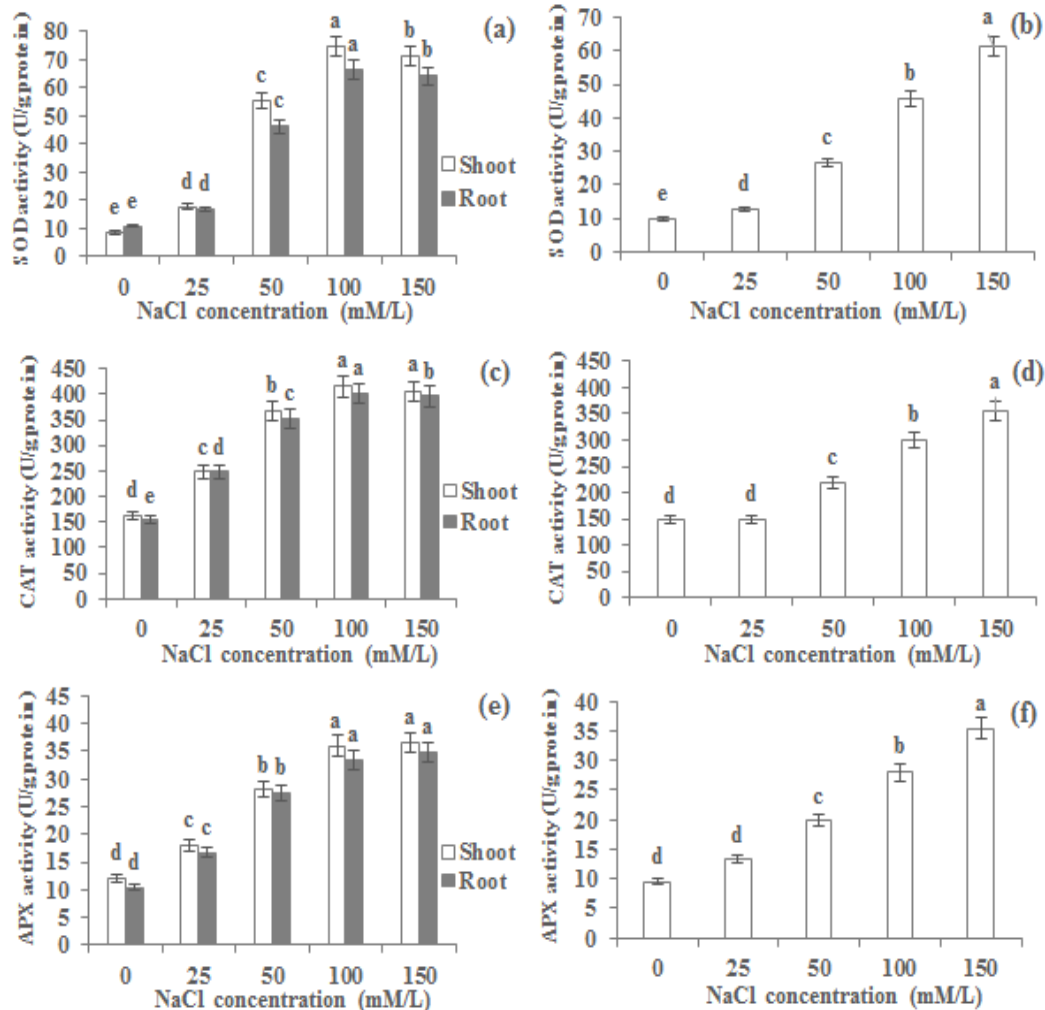 (a)
SOD activity (U/gprotein)
80
70
60
50
40
30
20
10
0
e e d d c c a a b b
Shoot
Root
0 25 50 100 150
NaCl concentration (mM/L)
(b)
SOD activity (U/gprotein)
70
60
50
40
30
20
10
0
e d c b a
0 25 50 100 150
NaCl concentration (mM/L)
(c)
CAT activity (U/gprotein)
450
400
350
300
250
200
150
100
50
0
d e c d b c a a a b
Shoot
Root
0 25 50 100 150
NaCl concentration (mM/L)
(d)
CAT activity (U/gprotein)
450
400
350
300
250
200
150
100
50
0
d d c b a
0 25 50 100 150
NaCl concentration (mM/L)
(e)
APX activity (U/gprotein)
45
40
35
30
25
20
15
10
5
0
d d c c b b a a a a
Shoot
Root
0 25 50 100 150
NaCl concentration (mM/L)
(f)
APX activity (U/gprotein)
40
35
30
25
20
15
10
5
0
d d c b a
0 25 50 100 150
NaCl concentration (mM/L)